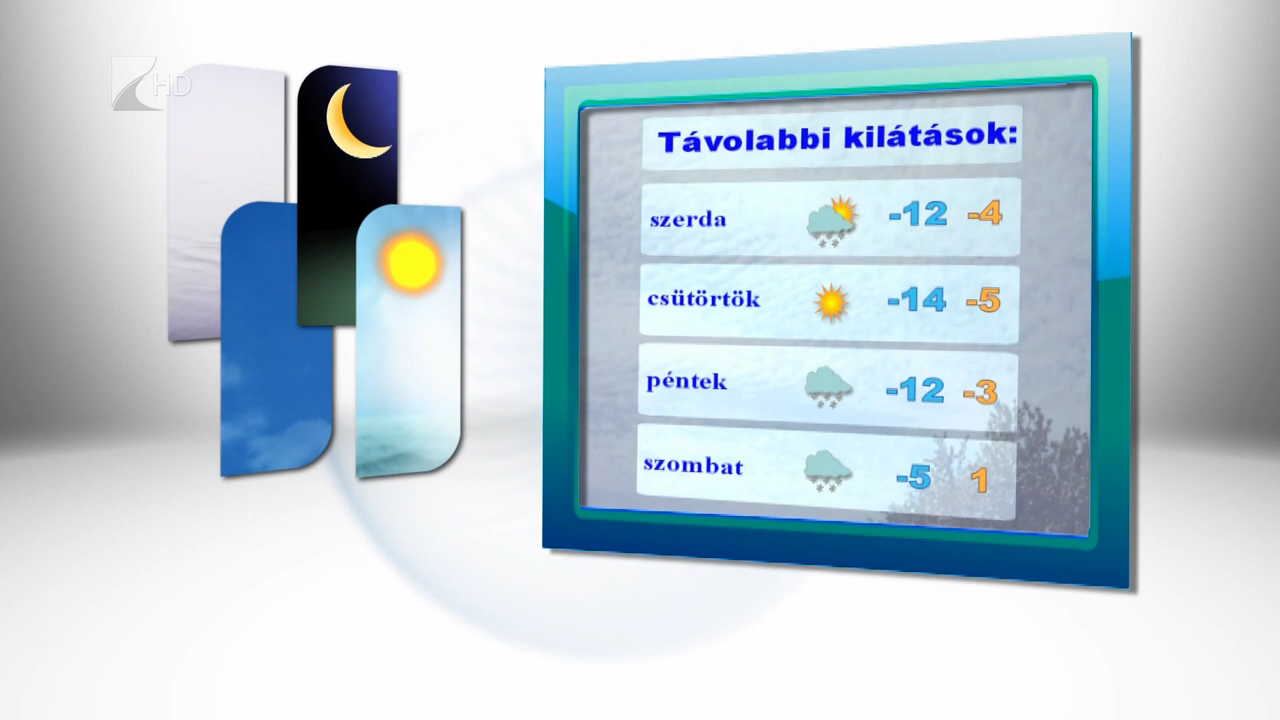 HD
Távolabbi kilátások:
szerda -12 -4
csütörtök -14 -5
péntek -12 -3
szombat -5 1